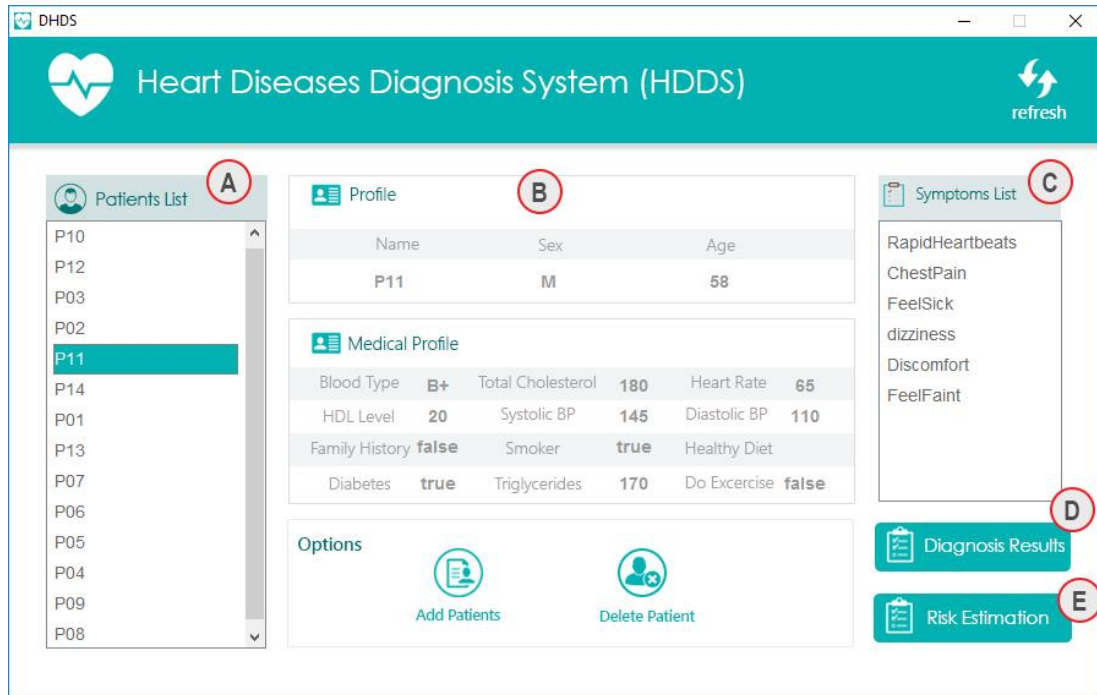 DHDS
Heart Diseases Diagnosis System (HDDS)
refresh
Patients List
A
P10
P12
P03
P02
P11
P14
P01
P13
P07
P06
P05
P04
P09
P08
Profile
B
Name Sex Age
P11 M 58
Medical Profile
Blood Type B+ Total Cholesterol 180 Heart Rate 65
HDL Level 20 Systolic BP 145 Diastolic BP 110
Family History false Smoker true Healthy Diet
Diabetes true Triglycerides 170 Do Excercise false
Options
Add Patients Delete Patient
Symptoms List
C
RapidHeartbeats
ChestPain
FeelSick
dizziness
Discomfort
FeelFaint
D
Diagnosis Results
E
Risk Estimation